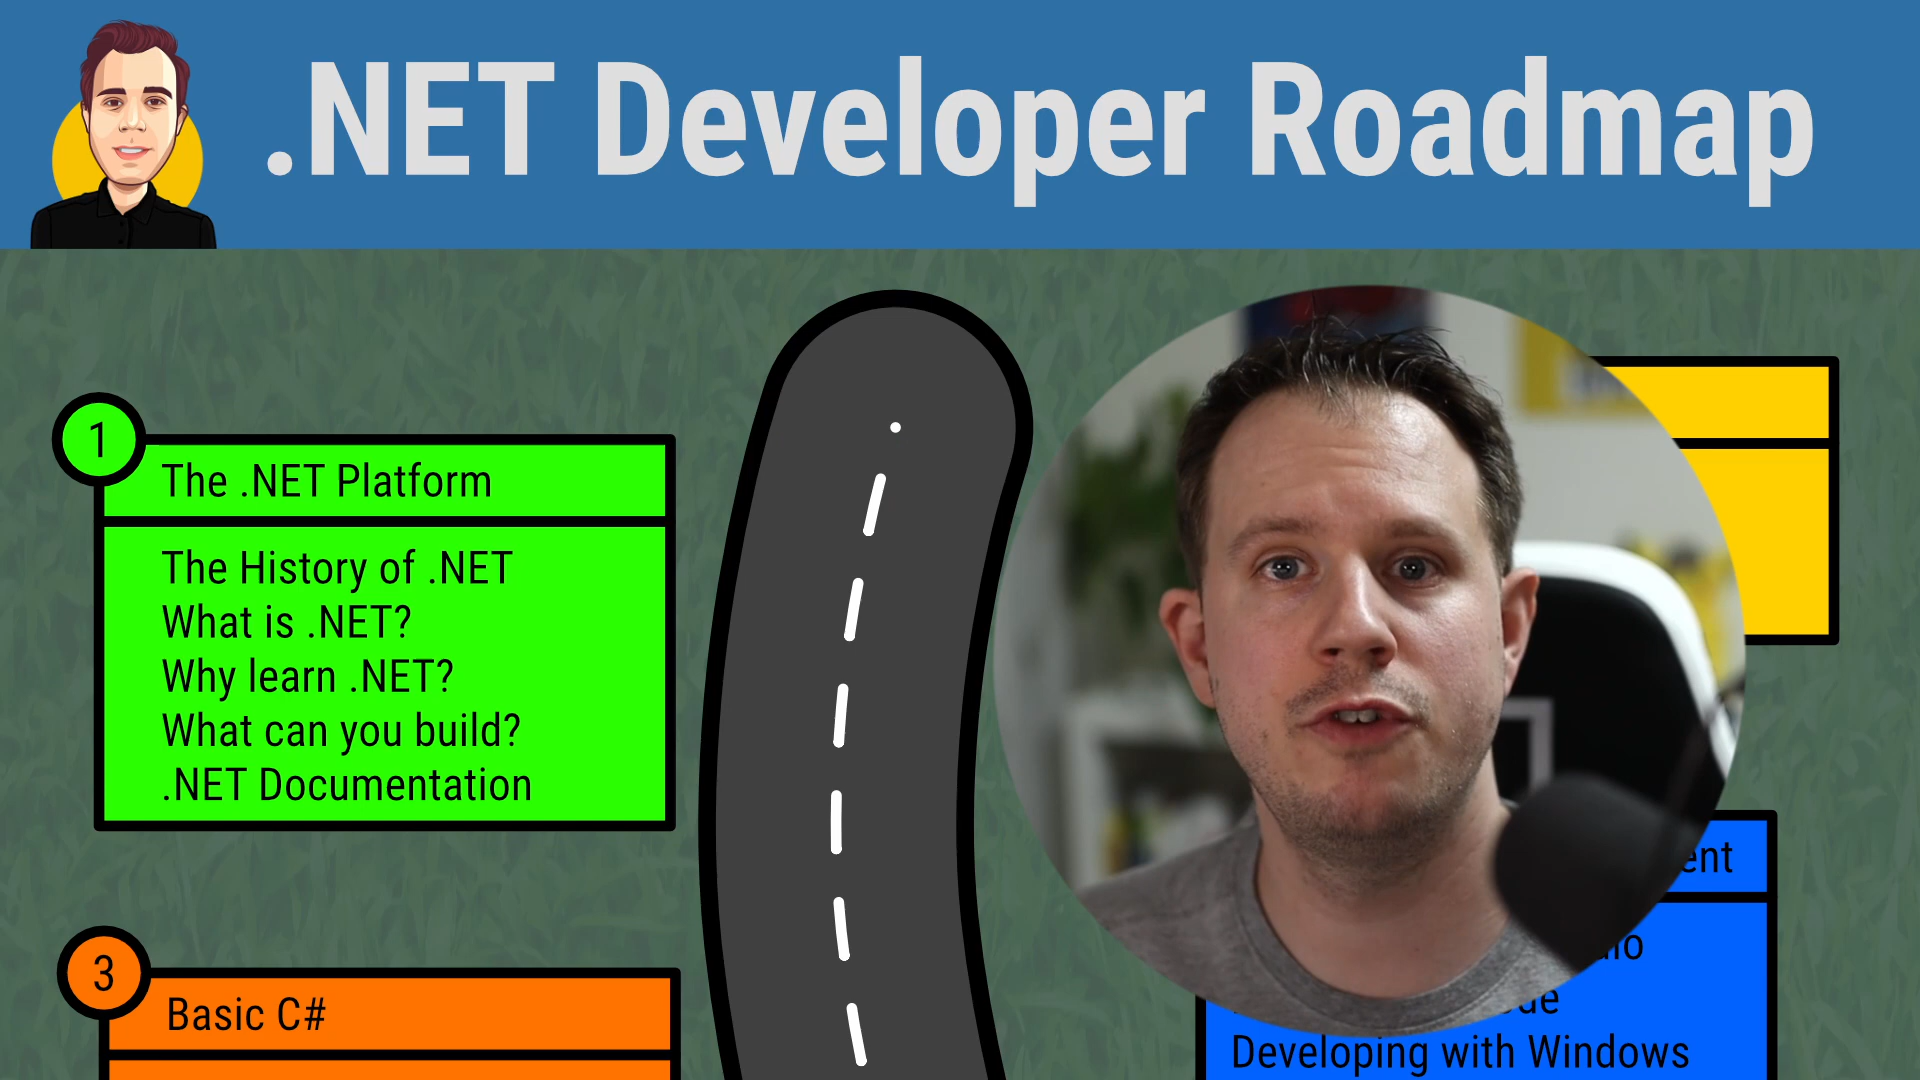 .NET Developer Roadmap
1
The .NET Platform
The History of .NET
What is .NET?
Why learn .NET?
What can you build?
.NET Documentation
3
Basic C#
Developing with Windows